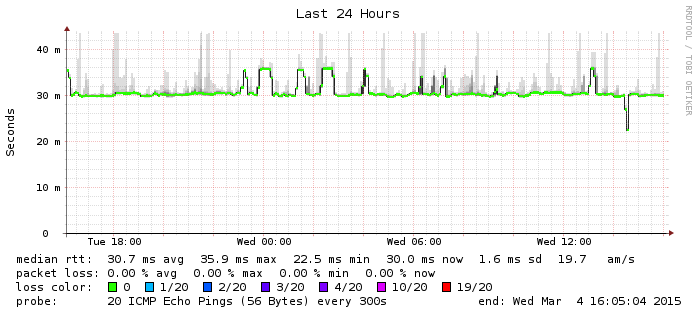 Last 24 Hours
RRDTOOL / TOBI OETIKER
Seconds
40 m
30 m
20 m
10 m
0
Tue 18:00 Wed 00:00 Wed 06:00 Wed 12:00
median rtt: 30.7 ms avg 35.9 ms max 22.5 ms min 30.0 ms now 1.6 ms sd 19.7 am/s
packet loss: 0.00 % avg 0.00 % max 0.00 % min 0.00 % now
loss color: 0 1/20 2/20 3/20 4/20 10/20 19/20
probe: 20 ICMP Echo Pings (56 Bytes) every 300s end: Wed Mar 4 16:05:04 2015